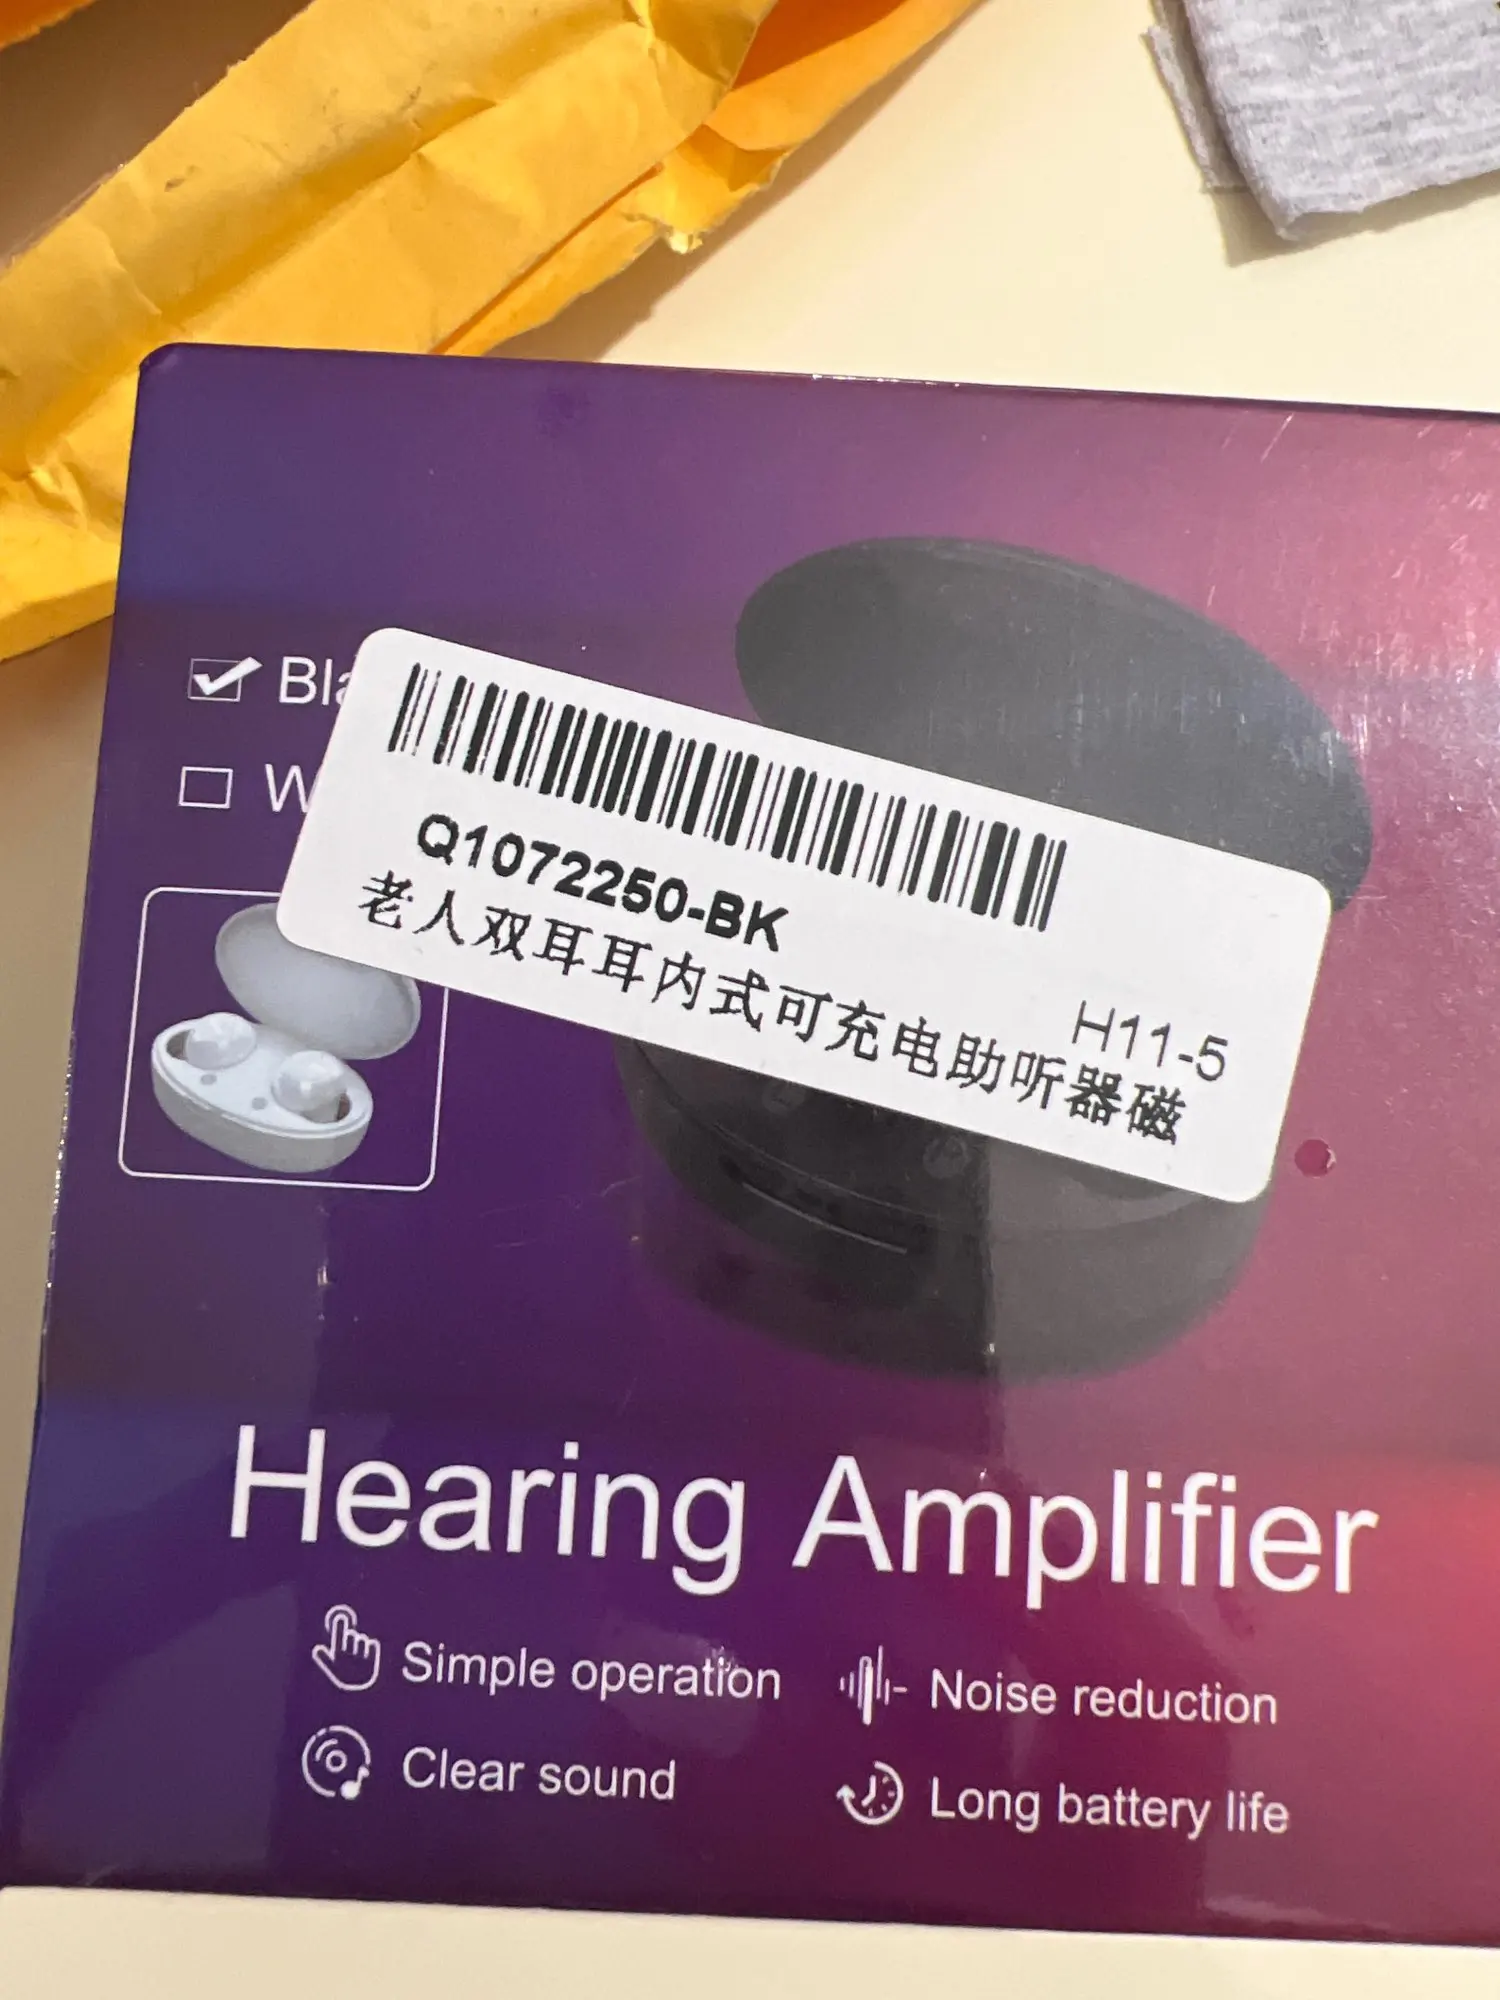 Bla
W
Q1072250-BK
H11-5
老人双耳耳内式可充电助听器磁
Hearing Amplifier
Simple operation
Noise reduction
Clear sound
Long battery life